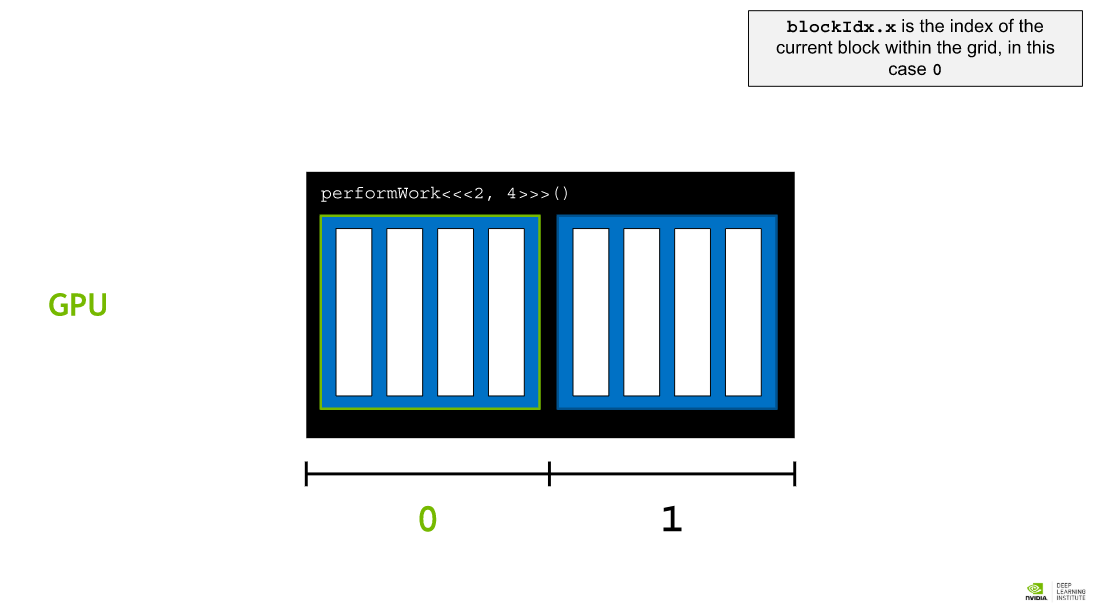 blockIdx.x is the index of the
current block within the grid, in this
case 0
performWork<<<2, 4>>>()
GPU
0
1
NVIDIA
DEEP
LEARNING
INSTITUTE